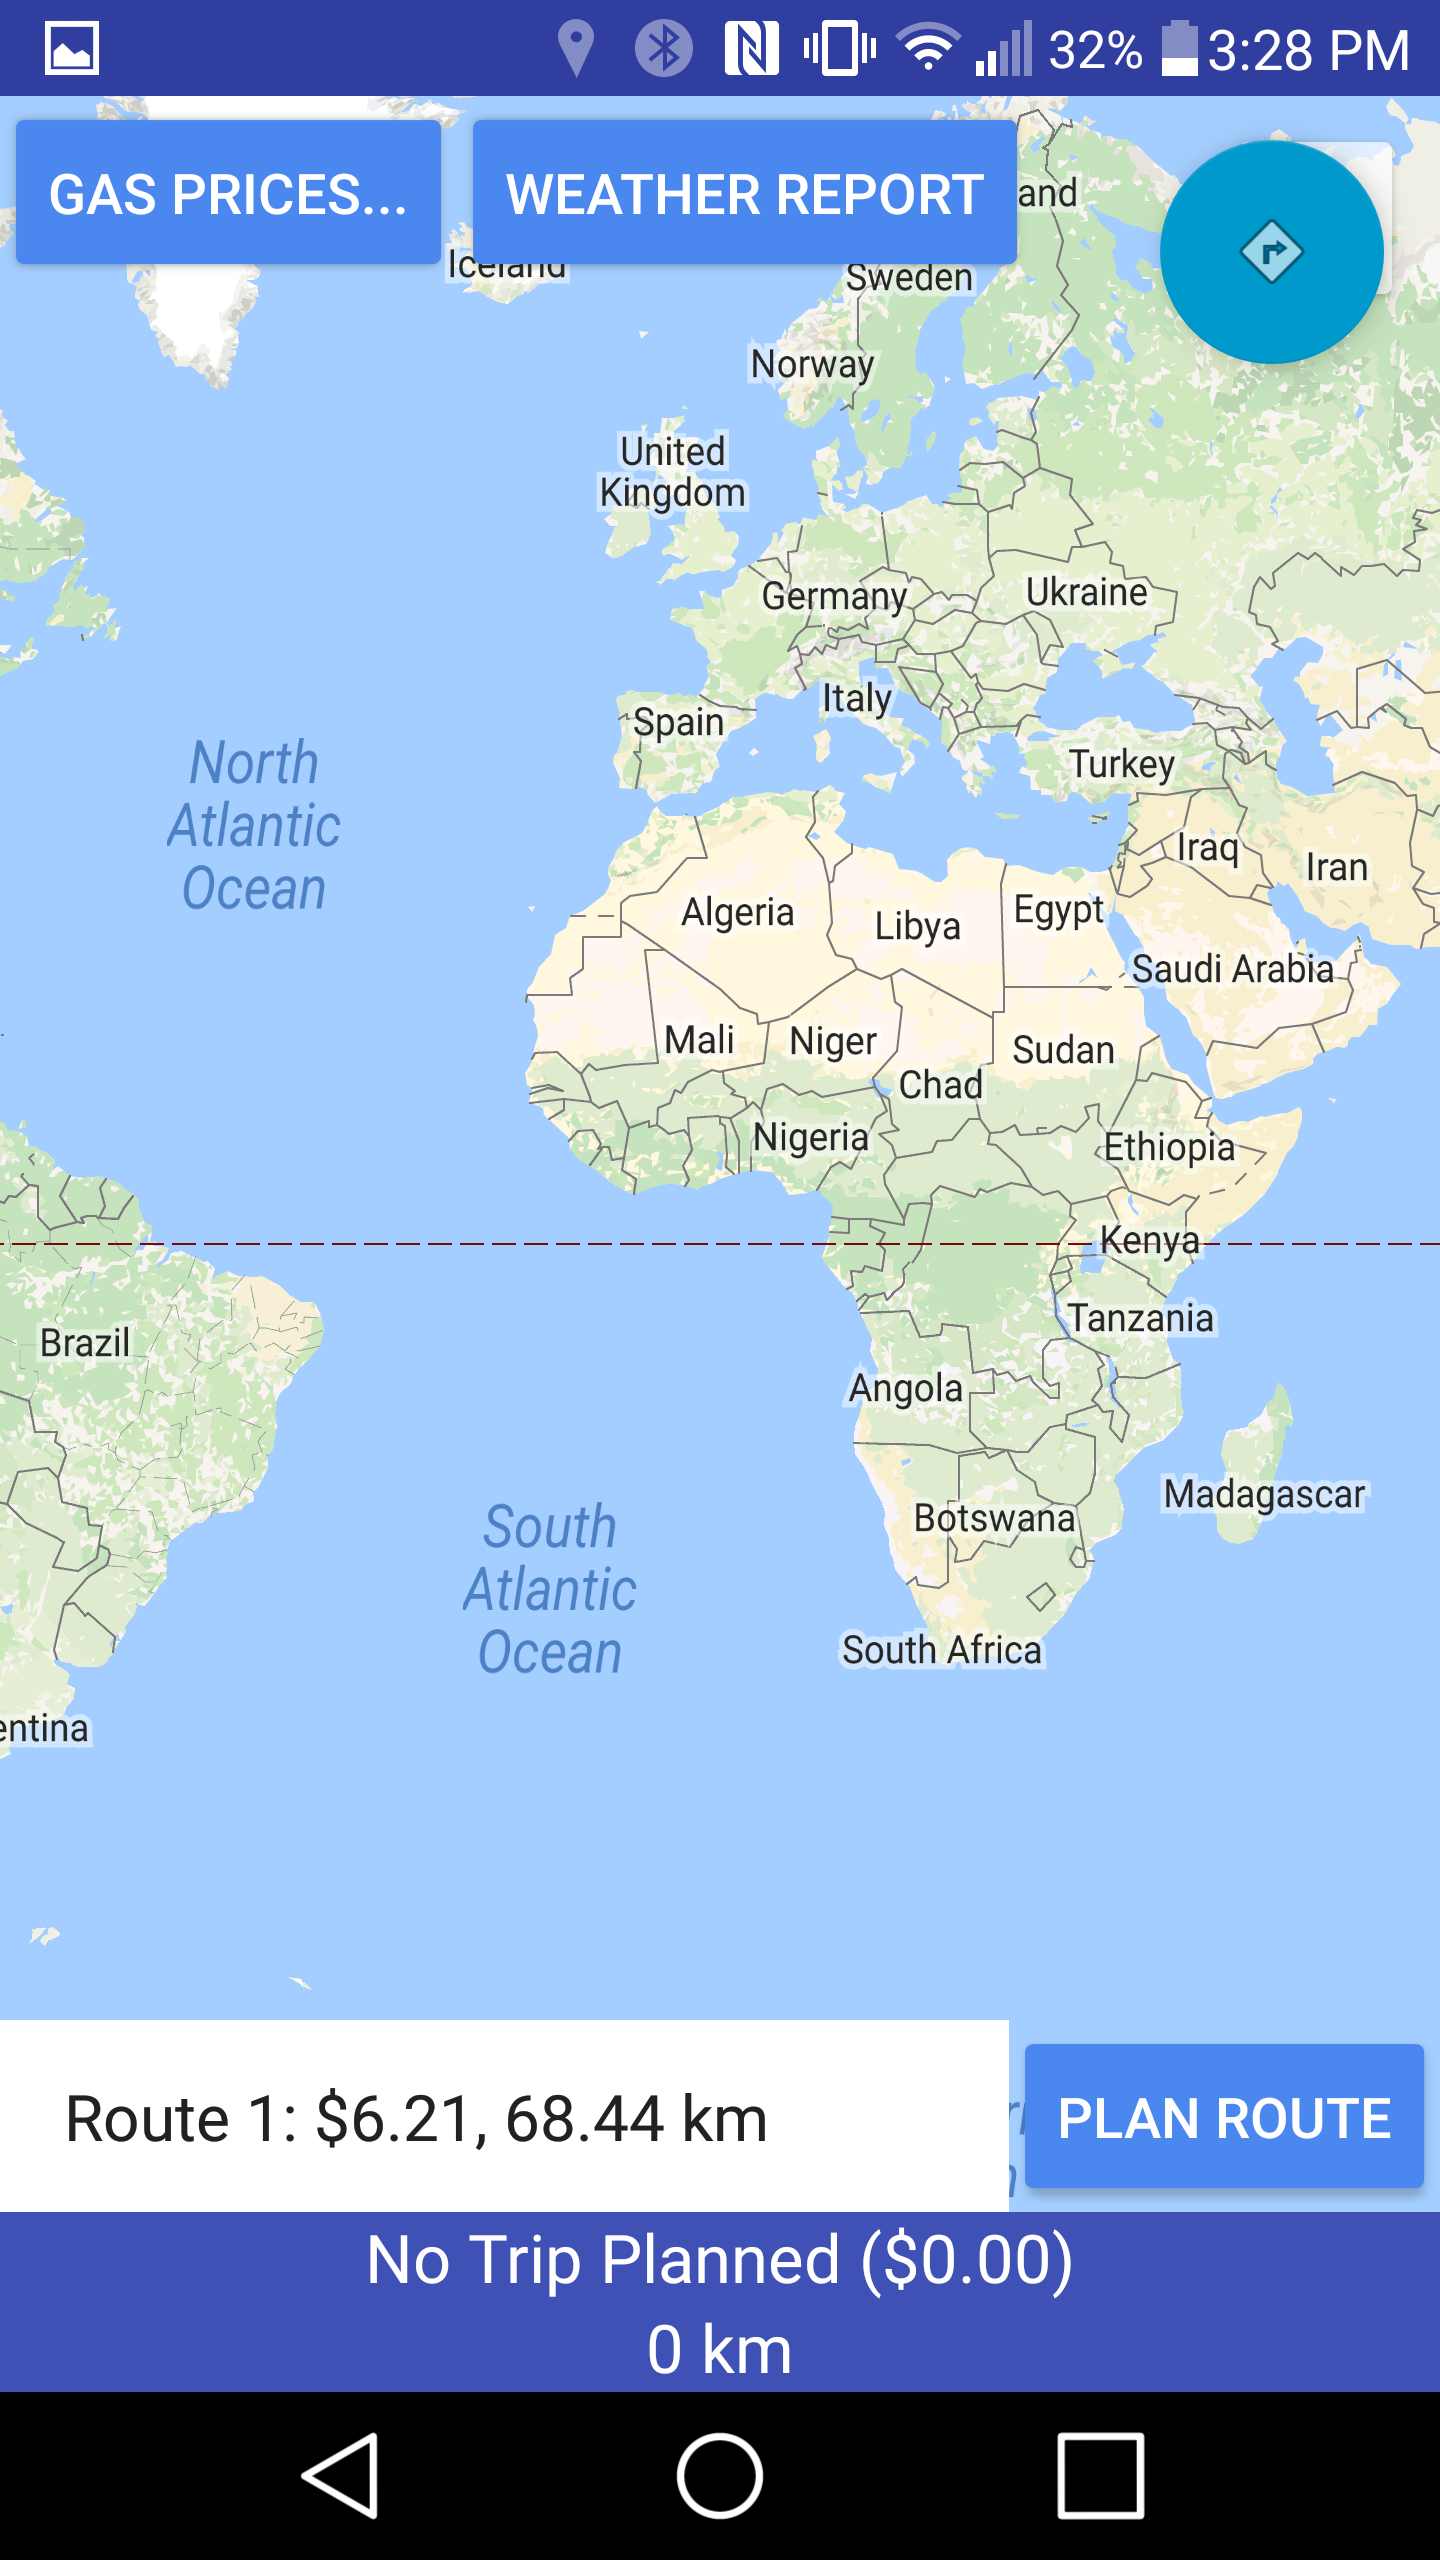 32% 3:28 PM
GAS PRICES...
WEATHER REPORT
and
Iceland
Sweden
Norway
United
Kingdom
Germany
Ukraine
Italy
Spain
Turkey
North
Atlantic
Ocean
Iraq
Iran
Algeria
Libya
Egypt
Saudi Arabia
Mali
Niger
Sudan
Chad
Nigeria
Ethiopia
Kenya
Tanzania
Brazil
Angola
Madagascar
Botswana
South
Atlantic
Ocean
South Africa
entina
Route 1: $6.21, 68.44 km
PLAN ROUTE
No Trip Planned ($0.00)
0 km